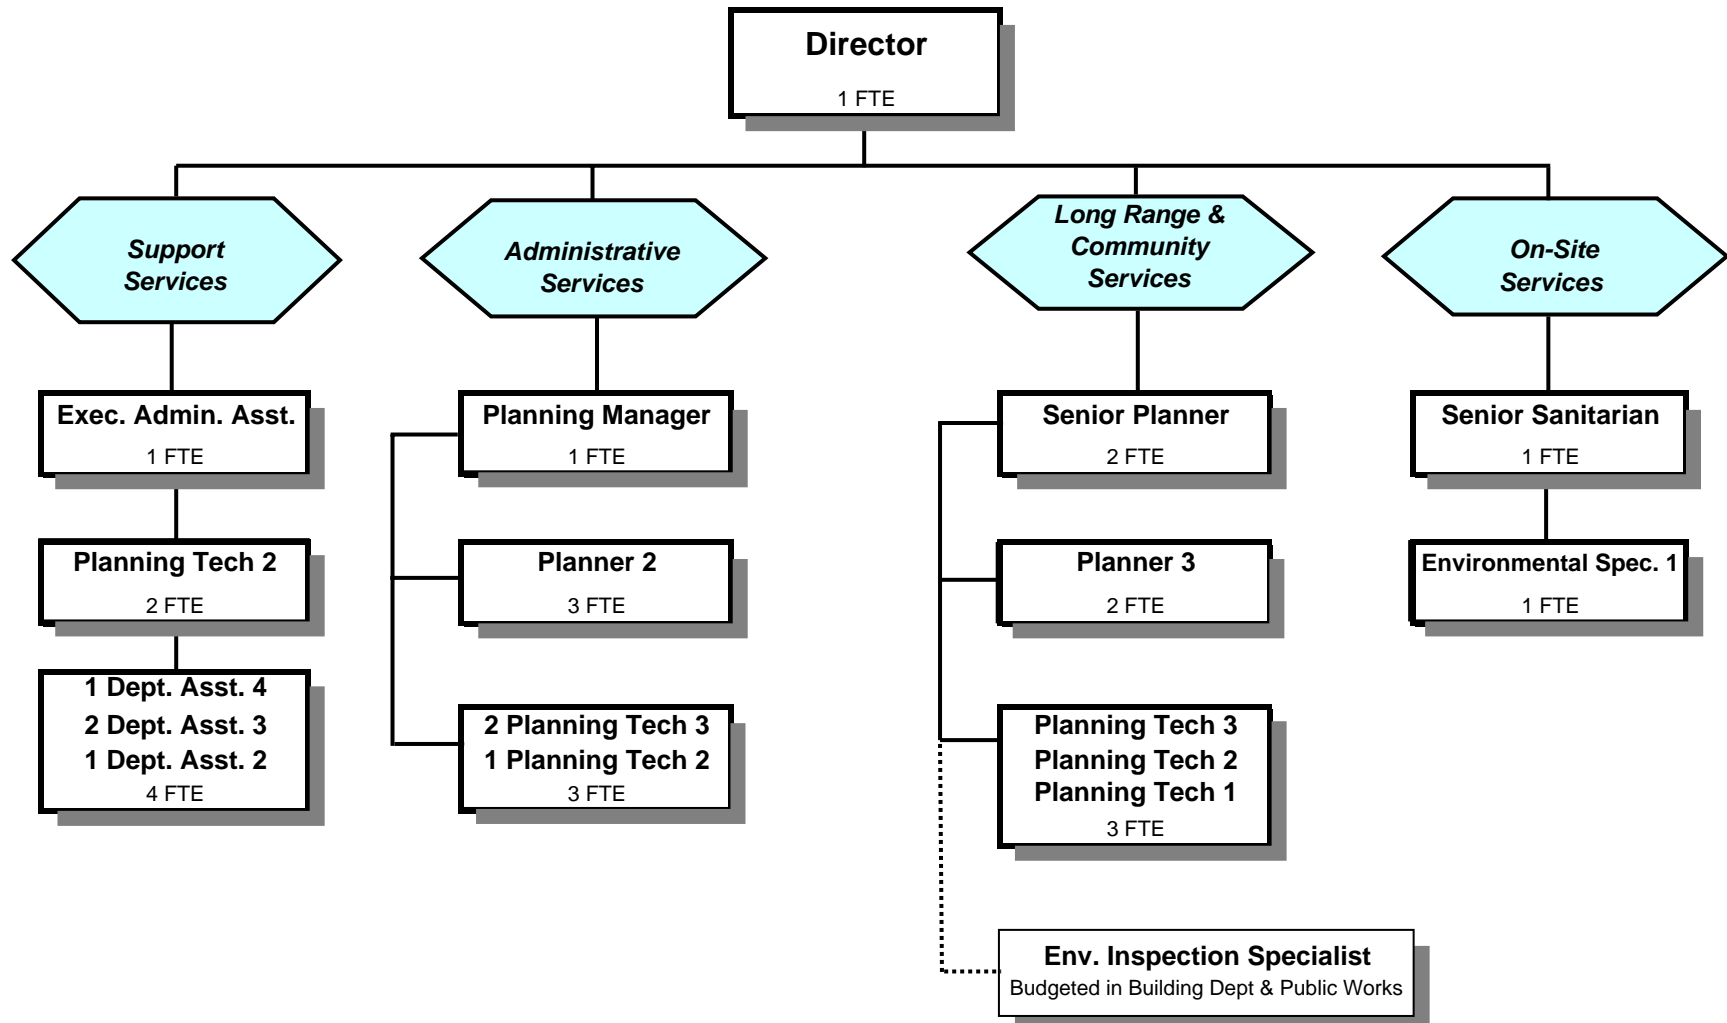 Director
1 FTE
Support
Services
Administrative
Services
Long Range &
Community
Services
On-Site
Services
Exec. Admin. Asst.
1 FTE
Planning Manager
1 FTE
Senior Planner
2 FTE
Senior Sanitarian
1 FTE
Planning Tech 2
2 FTE
Planner 2
3 FTE
Planner 3
2 FTE
Environmental Spec. 1
1 FTE
1 Dept. Asst. 4
2 Dept. Asst. 3
1 Dept. Asst. 2
4 FTE
2 Planning Tech 3
1 Planning Tech 2
3 FTE
Planning Tech 3
Planning Tech 2
Planning Tech 1
3 FTE
Env. Inspection Specialist
Budgeted in Building Dept & Public Works